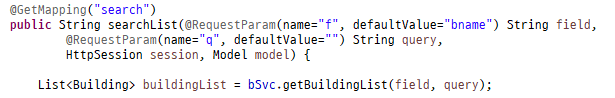 @GetMapping("search")
public String searchList(@RequestParam(name="f", defaultValue="bname") String field,
@RequestParam(name="q", defaultValue="") String query,
HttpSession session, Model model) {
List<Building> buildingList = bSvc.getBuildingList(field, query);